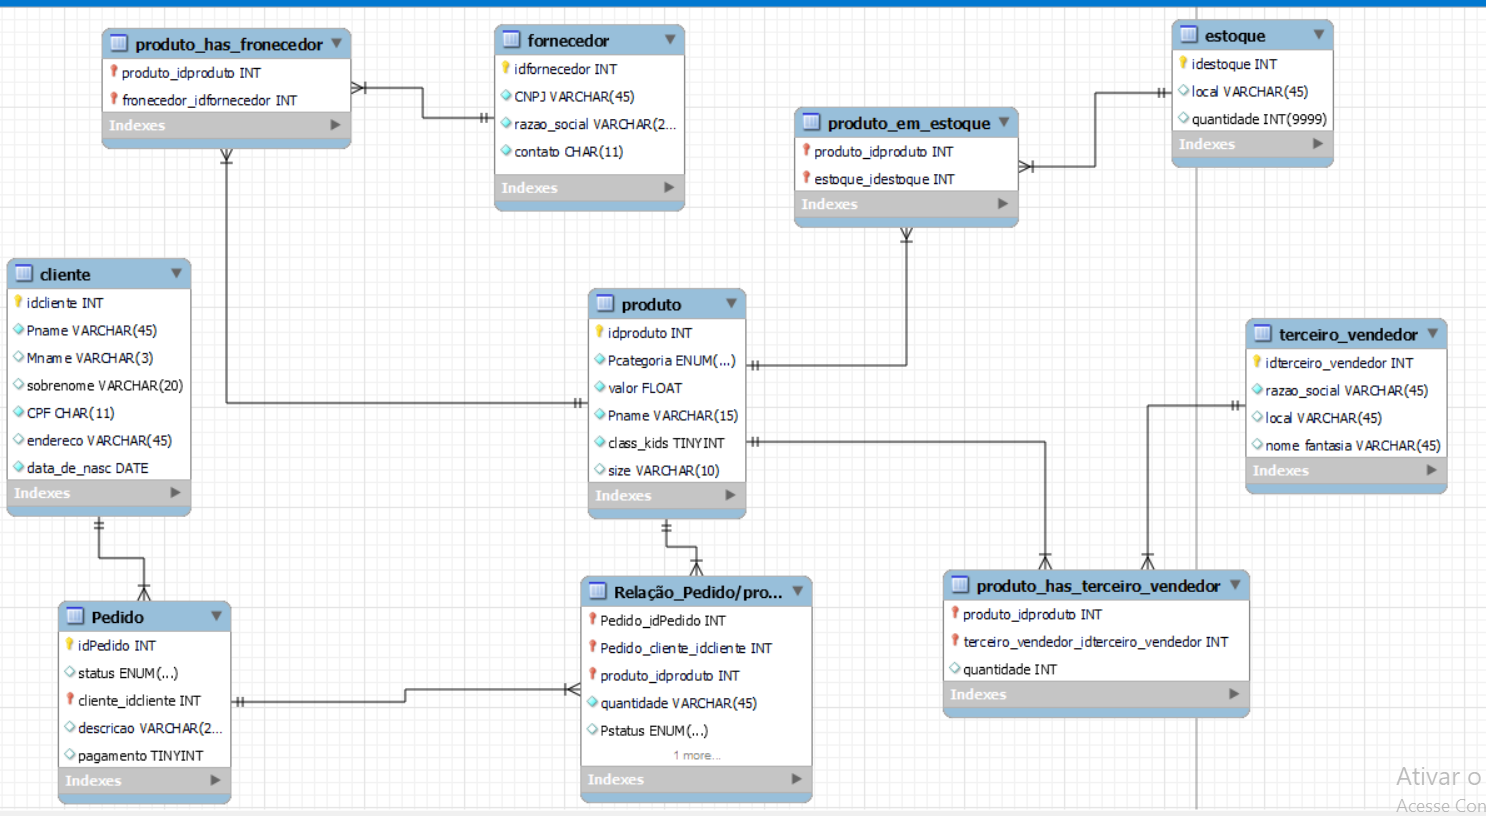 produto_has_fronecedor
produto_idproduto INT
fronecedor_idfornecedor INT
Indexes
fornecedor
idfornecedor INT
CNPJ VARCHAR(45)
razao_social VARCHAR(2...
contato CHAR(11)
Indexes
estoque
idestoque INT
local VARCHAR(45)
quantidade INT(9999)
Indexes
produto_em_estoque
produto_idproduto INT
estoque_idestoque INT
Indexes
cliente
idcliente INT
Pname VARCHAR(45)
Mname VARCHAR(3)
sobrenome VARCHAR(20)
CPF CHAR(11)
endereco VARCHAR(45)
data_de_nasc DATE
Indexes
produto
idproduto INT
Pcategoria ENUM(...)
valor FLOAT
Pname VARCHAR(15)
class_kids TINYINT
size VARCHAR(10)
Indexes
terceiro_vendedor
idterceiro_vendedor INT
razao_social VARCHAR(45)
local VARCHAR(45)
nome fantasia VARCHAR(45)
Indexes
Pedido
idPedido INT
status ENUM(...)
cliente_idcliente INT
descricao VARCHAR(2...
pagamento TINYINT
Indexes
Relação_Pedido/pro...
Pedido_idPedido INT
Pedido_cliente_idcliente INT
produto_idproduto INT
quantidade VARCHAR(45)
Pstatus ENUM(...)
1 more...
Indexes
produto_has_terceiro_vendedor
produto_idproduto INT
terceiro_vendedor_idterceiro_vendedor INT
quantidade INT
Indexes
Ativar o
Acesse Con